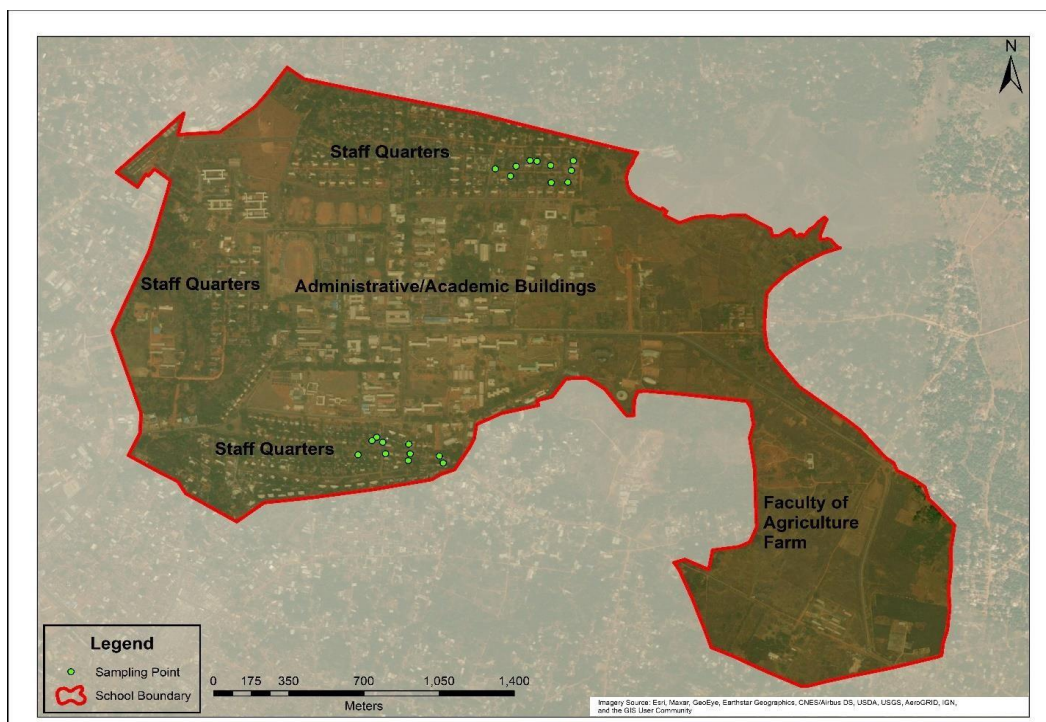 N
Staff Quarters
Staff Quarters
Administrative/Academic Buildings
Staff Quarters
Faculty of
Agriculture
Farm
Legend
Sampling Point
School Boundary
0 175 350 700 1,050 1,400
Meters
Imagery Source: Esri, Maxar, GeoEye, Earthstar Geographics, CNES/Airbus DS, USDA, USGS, AeroGRID, IGN,
and the GIS User Community